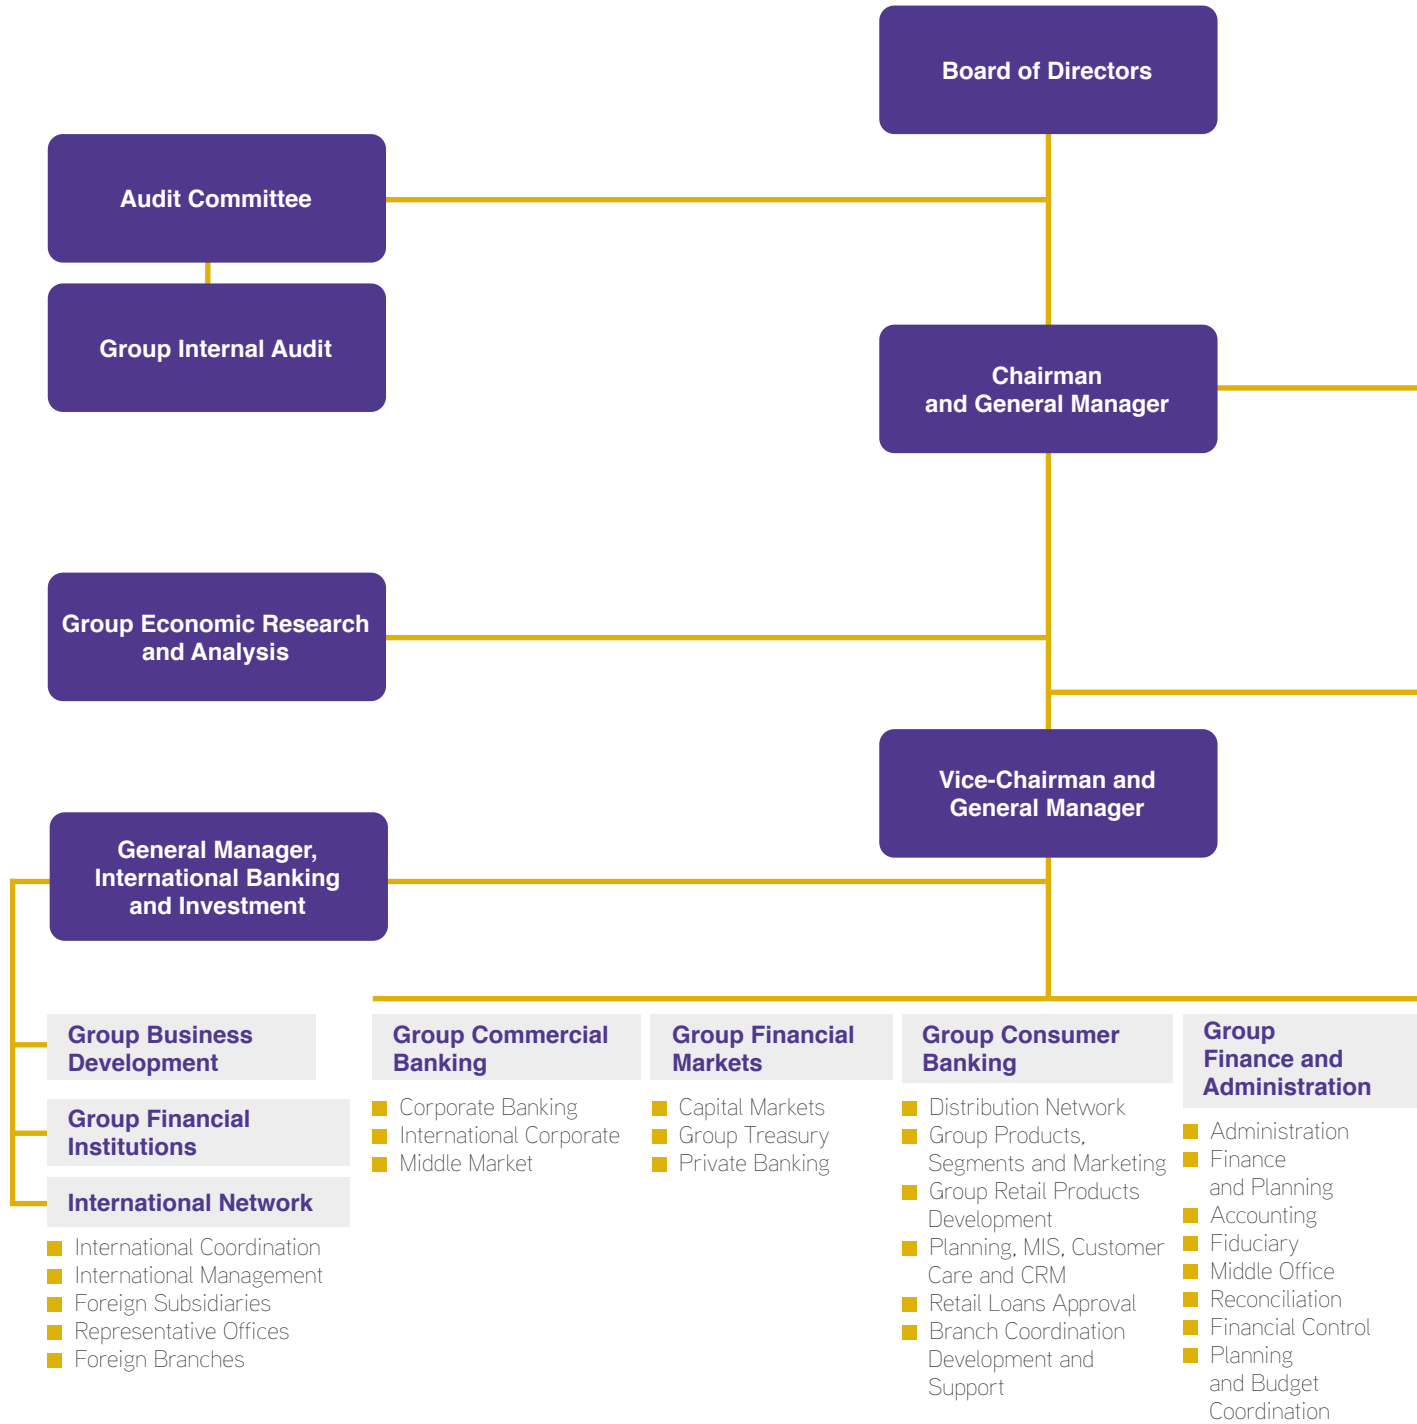 Board of Directors
Audit Committee
Group Internal Audit
Chairman
and General Manager
Group Economic Research
and Analysis
Vice-Chairman and
General Manager
General Manager,
International Banking
and Investment
Group Business
Development
Group Financial
Institutions
International Network
International Coordination
International Management
Foreign Subsidiaries
Representative Offices
Foreign Branches
Group Commercial
Banking
Corporate Banking
International Corporate
Middle Market
Group Financial
Markets
Capital Markets
Group Treasury
Private Banking
Group Consumer
Banking
Distribution Network
Group Products,
Segments and Marketing
Group Retail Products
Development
Planning, MIS, Customer
Care and CRM
Retail Loans Approval
Branch Coordination
Development and
Support
Group
Finance and
Administration
Administration
Finance
and Planning
Accounting
Fiduciary
Middle Office
Reconciliation
Financial Control
Planning
and Budget
Coordination